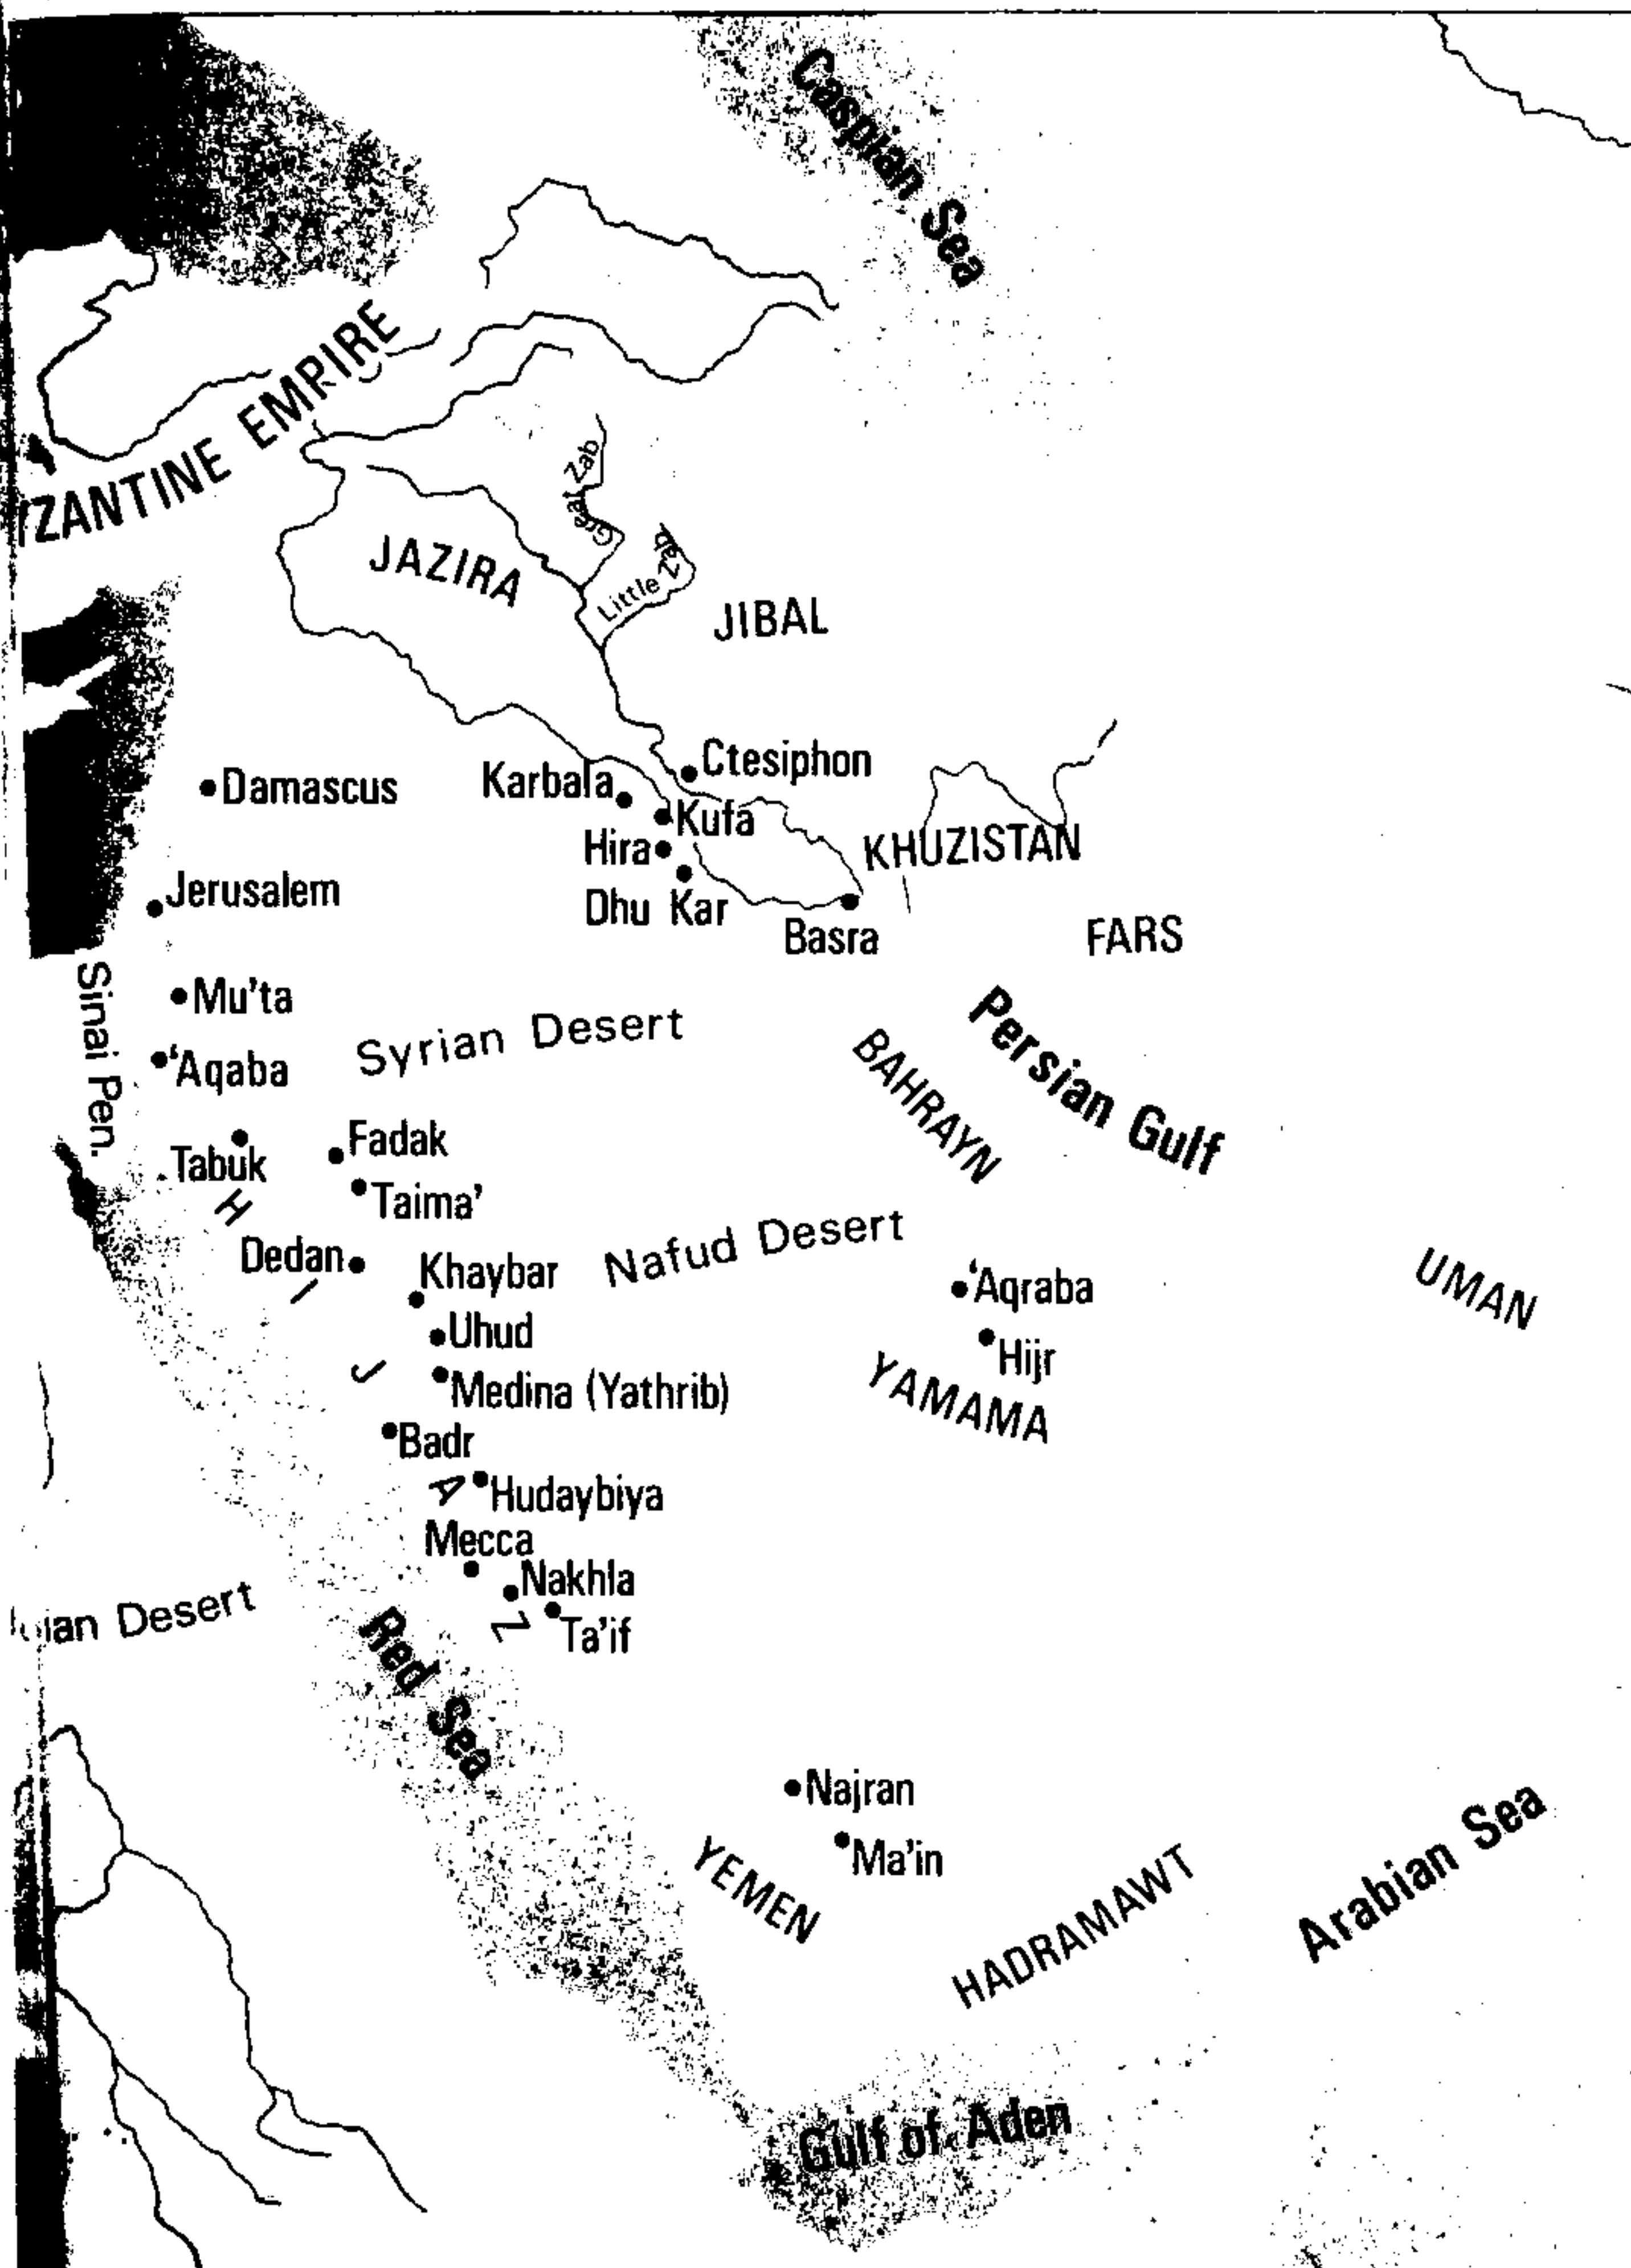 Caspian Sea
ZANTINE EMPIRE
Great Zab
JAZIRA
Little Zab
JIBAL
Ctesiphon
Karbala
Damascus
Kufa
Hira
KHUZISTAN
Jerusalem
Dhu Kar
Basra
FARS
Sinai Pen.
Mu'ta
Syrian Desert
Persian Gulf
'Aqaba
BAHRAYN
Fadak
Tabuk
Taima'
HIJAZ
Dedan
Khaybar
Nafud Desert
'Aqraba
UMAN
Uhud
Hijr
Medina (Yathrib)
YAMAMA
Badr
Hudaybiya
Mecca
Nakhla
Desert
Ta'if
Red Sea
Najran
Ma'in
YEMEN
Arabian Sea
HADRAMAWT
Gulf of Aden